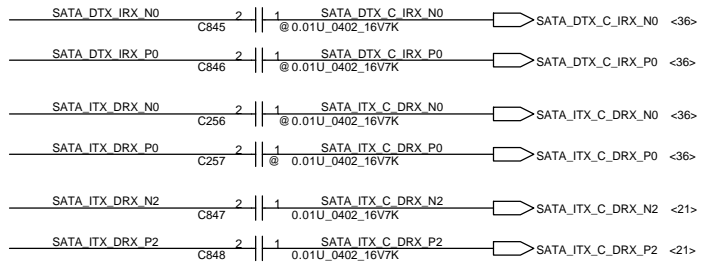 SATA_DTX_IRX_N0 2 1 SATA_DTX_C_IRX_N0 SATA_DTX_C_IRX_N0 <36>
C845 @ 0.01U_0402_16V7K
SATA_DTX_IRX_P0 2 1 SATA_DTX_C_IRX_P0 SATA_DTX_C_IRX_P0 <36>
C846 @ 0.01U_0402_16V7K
SATA_ITX_DRX_N0 2 1 SATA_ITX_C_DRX_N0 SATA_ITX_C_DRX_N0 <36>
C256 @ 0.01U_0402_16V7K
SATA_ITX_DRX_P0 2 1 SATA_ITX_C_DRX_P0 SATA_ITX_C_DRX_P0 <36>
C257 @ 0.01U_0402_16V7K
SATA_ITX_DRX_N2 2 1 SATA_ITX_C_DRX_N2 SATA_ITX_C_DRX_N2 <21>
C847 0.01U_0402_16V7K
SATA_ITX_DRX_P2 2 1 SATA_ITX_C_DRX_P2 SATA_ITX_C_DRX_P2 <21>
C848 0.01U_0402_16V7K